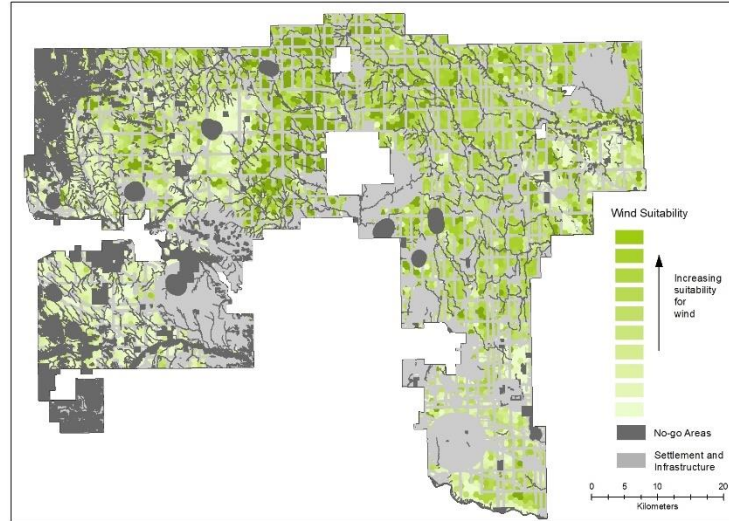 Wind Suitability
Increasing
suitability
for
wind
No-go Areas
Settlement and
Infrastructure
0 5 10 20
Kilometers